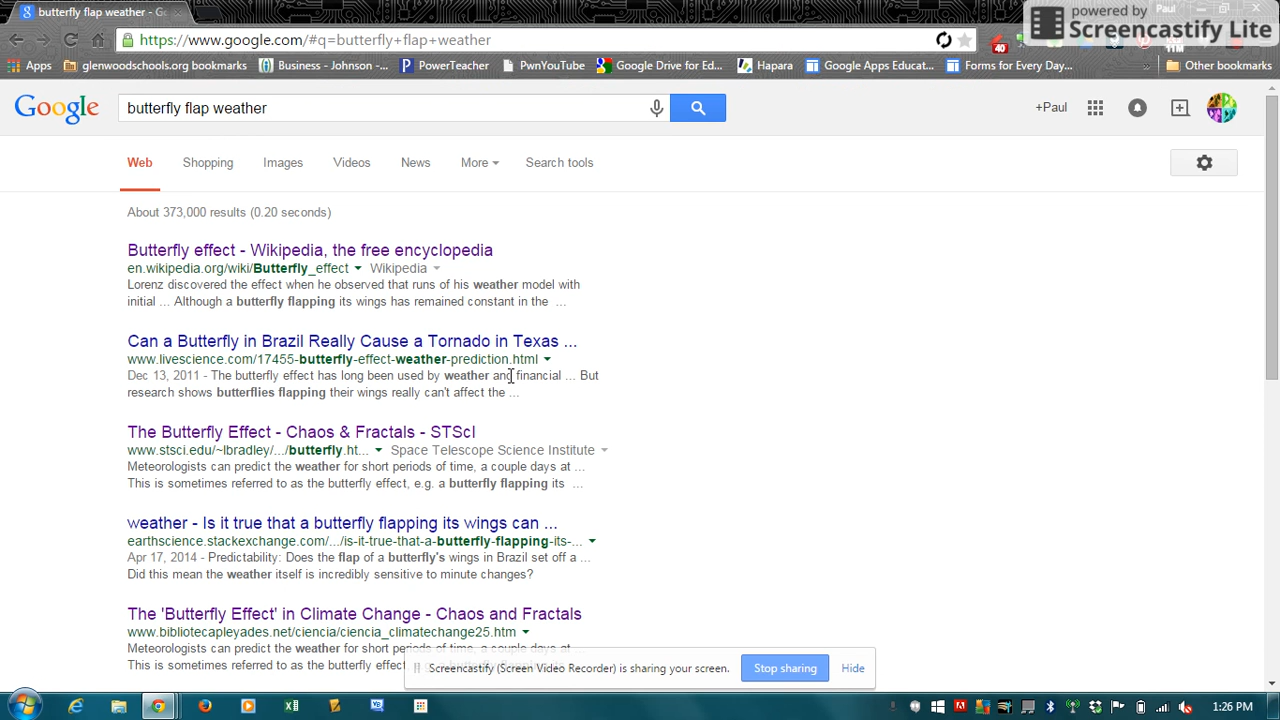 butterfly flap weather - Go
Paul
powered by
Screencastify Lite
https://www.google.com/#q=butterfly+flap+weather
40
11M
Apps glenwoodschools.org bookmarks Business - Johnson -... PowerTeacher PwnYouTube Google Drive for Ed... Hapara Google Apps Educat... Forms for Every Day... » Other bookmarks
Google butterfly flap weather +Paul
Web Shopping Images Videos News More Search tools
About 373,000 results (0.20 seconds)
Butterfly effect - Wikipedia, the free encyclopedia
en.wikipedia.org/wiki/Butterfly_effect Wikipedia
Lorenz discovered the effect when he observed that runs of his weather model with
initial ... Although a butterfly flapping its wings has remained constant in the ...
Can a Butterfly in Brazil Really Cause a Tornado in Texas ...
www.livescience.com/17455-butterfly-effect-weather-prediction.html
Dec 13, 2011 - The butterfly effect has long been used by weather and financial ... But
research shows butterflies flapping their wings really can't affect the ...
The Butterfly Effect - Chaos & Fractals - STScI
www.stsci.edu/~lbradley/.../butterfly.ht... Space Telescope Science Institute
Meteorologists can predict the weather for short periods of time, a couple days at ...
This is sometimes referred to as the butterfly effect, e.g. a butterfly flapping its ...
weather - Is it true that a butterfly flapping its wings can ...
earthscience.stackexchange.com/.../is-it-true-that-a-butterfly-flapping-its-...
Apr 17, 2014 - Predictability: Does the flap of a butterfly's wings in Brazil set off a ...
Did this mean the weather itself is incredibly sensitive to minute changes?
The 'Butterfly Effect' in Climate Change - Chaos and Fractals
www.bibliotecapleyades.net/ciencia/ciencia_climatechange25.htm
Meteorologists can predict the weather for short periods of time, a couple days at ...
This is sometimes referred to as the butterfly effect
Screencastify (Screen Video Recorder) is sharing your screen. Stop sharing Hide
1:26 PM